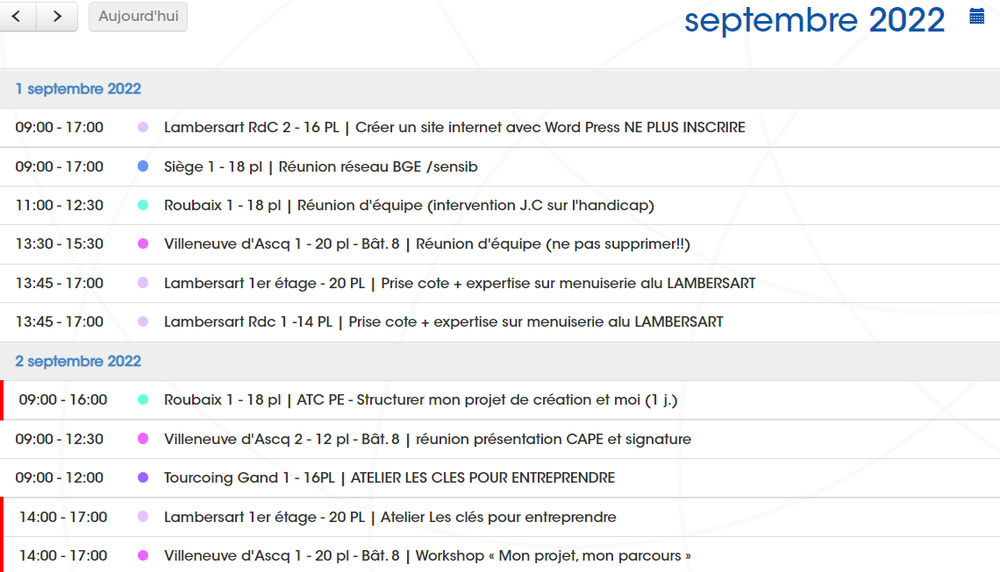 Aujourd'hui
septembre 2022
1 septembre 2022
09:00 - 17:00 Lambersart RdC 2 - 16 PL | Créer un site internet avec Word Press NE PLUS INSCRIRE
09:00 - 17:00 Siège 1 - 18 pl | Réunion réseau BGE /sensib
11:00 - 12:30 Roubaix 1 - 18 pl | Réunion d'équipe (intervention J.C sur l'handicap)
13:30 - 15:30 Villeneuve d'Ascq 1 - 20 pl - Bât. 8 | Réunion d'équipe (ne pas supprimer!!)
13:45 - 17:00 Lambersart 1er étage - 20 PL | Prise cote + expertise sur menuiserie alu LAMBERSART
13:45 - 17:00 Lambersart Rdc 1 -14 PL | Prise cote + expertise sur menuiserie alu LAMBERSART
2 septembre 2022
09:00 - 16:00 Roubaix 1 - 18 pl | ATC PE - Structurer mon projet de création et moi (1 j.)
09:00 - 12:30 Villeneuve d'Ascq 2 - 12 pl - Bât. 8 | réunion présentation CAPE et signature
09:00 - 12:00 Tourcoing Gand 1 - 16PL | ATELIER LES CLES POUR ENTREPRENDRE
14:00 - 17:00 Lambersart 1er étage - 20 PL | Atelier Les clés pour entreprendre
14:00 - 17:00 Villeneuve d'Ascq 1 - 20 pl - Bât. 8 | Workshop « Mon projet, mon parcours »